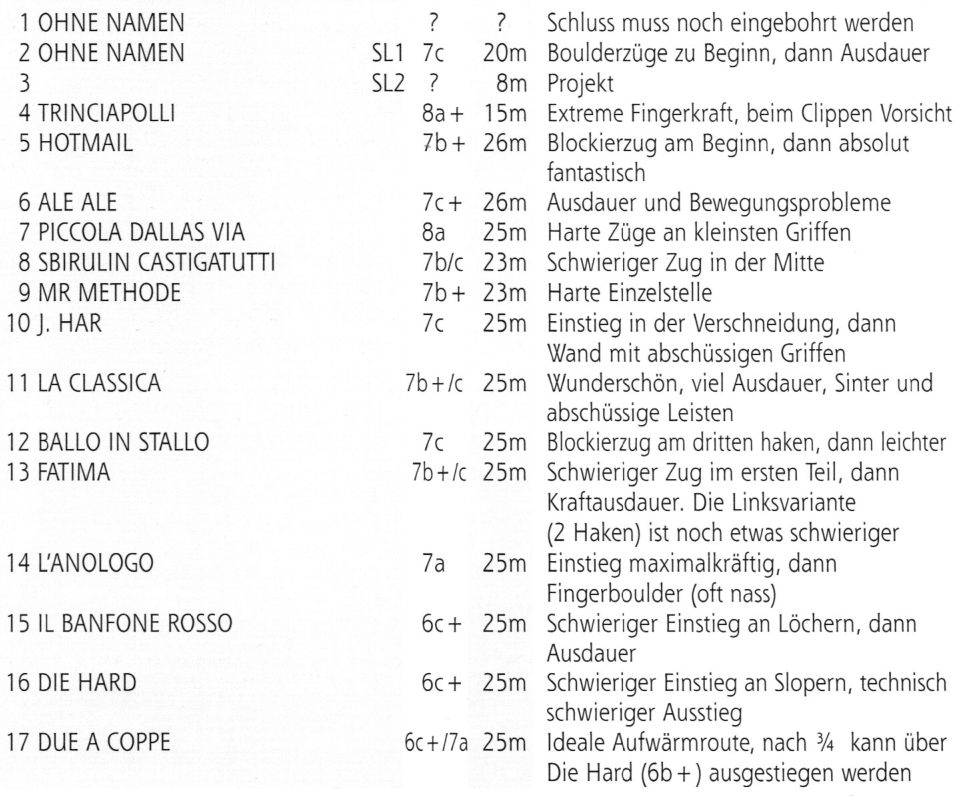 1 OHNE NAMEN ? ? Schluss muss noch eingebohrt werden
2 OHNE NAMEN SL1 7c 20m Boulderzüge zu Beginn, dann Ausdauer
3 SL2 ? 8m Projekt
4 TRINCIAPOLLI 8a+ 15m Extreme Fingerkraft, beim Clippen Vorsicht
5 HOTMAIL 7b+ 26m Blockierzug am Beginn, dann absolut
fantastisch
6 ALE ALE 7c+ 26m Ausdauer und Bewegungsprobleme
7 PICCOLA DALLAS VIA 8a 25m Harte Züge an kleinsten Griffen
8 SBIRULIN CASTIGATUTTI 7b/c 23m Schwieriger Zug in der Mitte
9 MR METHODE 7b+ 23m Harte Einzelstelle
10 J. HAR 7c 25m Einstieg in der Verschneidung, dann
Wand mit abschüssigen Griffen
11 LA CLASSICA 7b+/c 25m Wunderschön, viel Ausdauer, Sinter und
abschüssige Leisten
12 BALLO IN STALLO 7c 25m Blockierzug am dritten haken, dann leichter
13 FATIMA 7b+/c 25m Schwieriger Zug im ersten Teil, dann
Kraftausdauer. Die Linksvariante
(2 Haken) ist noch etwas schwieriger
14 L'ANOLOGO 7a 25m Einstieg maximalkräftig, dann
Fingerboulder (oft nass)
15 IL BANFONE ROSSO 6c+ 25m Schwieriger Einstieg an Löchern, dann
Ausdauer
16 DIE HARD 6c+ 25m Schwieriger Einstieg an Slopern, technisch
schwieriger Ausstieg
17 DUE A COPPE 6c+/7a 25m Ideale Aufwärmroute, nach ¾ kann über
Die Hard (6b+) ausgestiegen werden